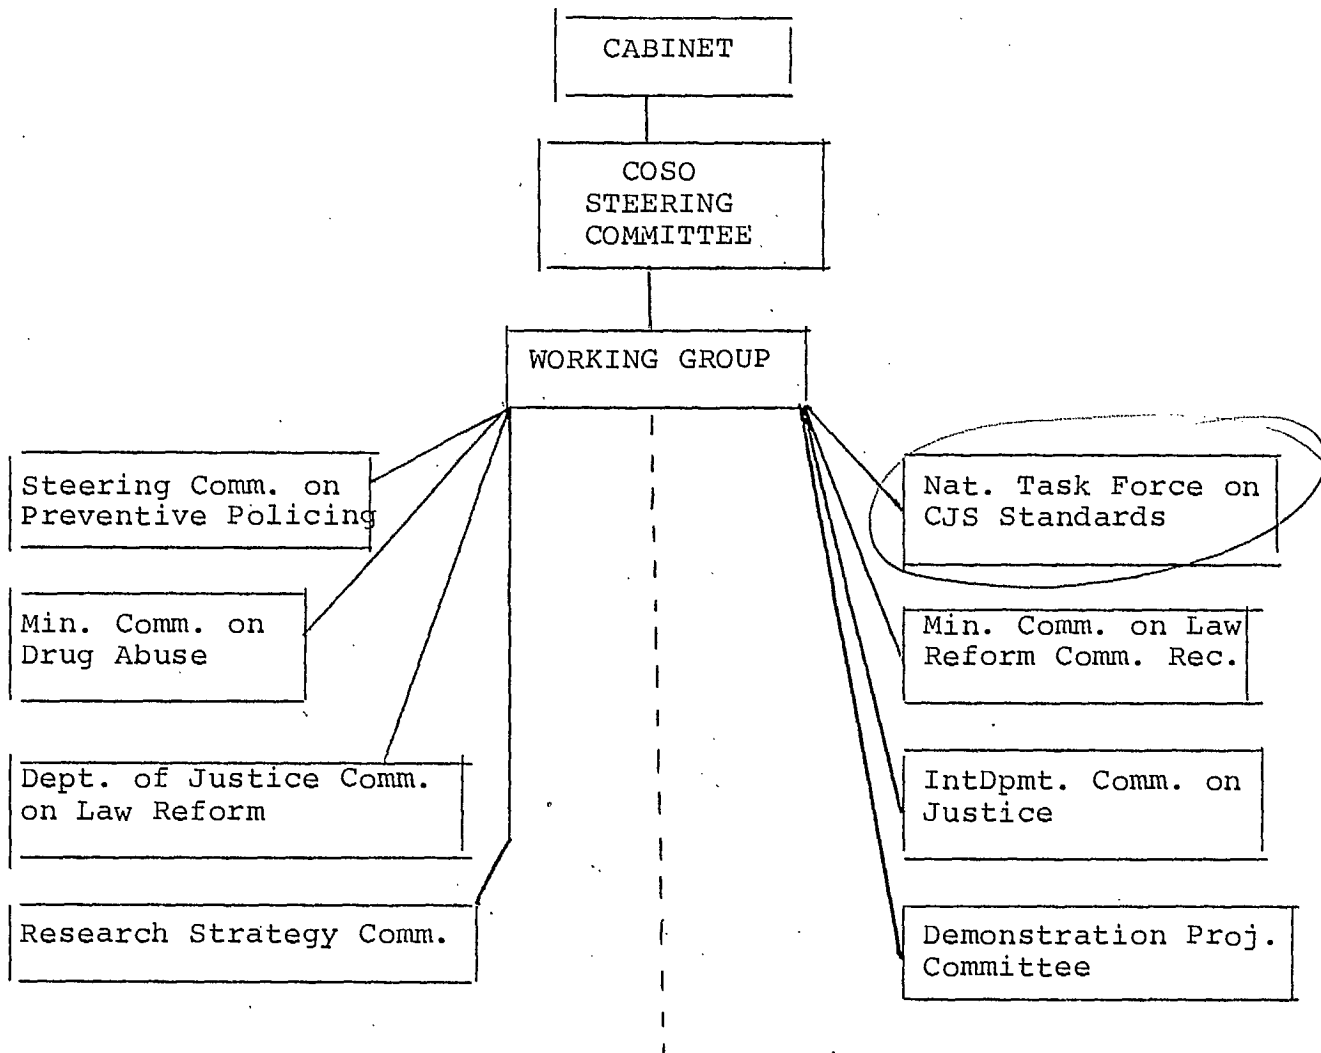 CABINET
COSO
STEERING
COMMITTEE
WORKING GROUP
Steering Comm. on
Preventive Policing
Min. Comm. on
Drug Abuse
Dept. of Justice Comm.
on Law Reform
Research Strategy Comm.
Nat. Task Force on
CJS Standards
Min. Comm. on Law
Reform Comm. Rec.
IntDpmt. Comm. on
Justice
Demonstration Proj.
Committee